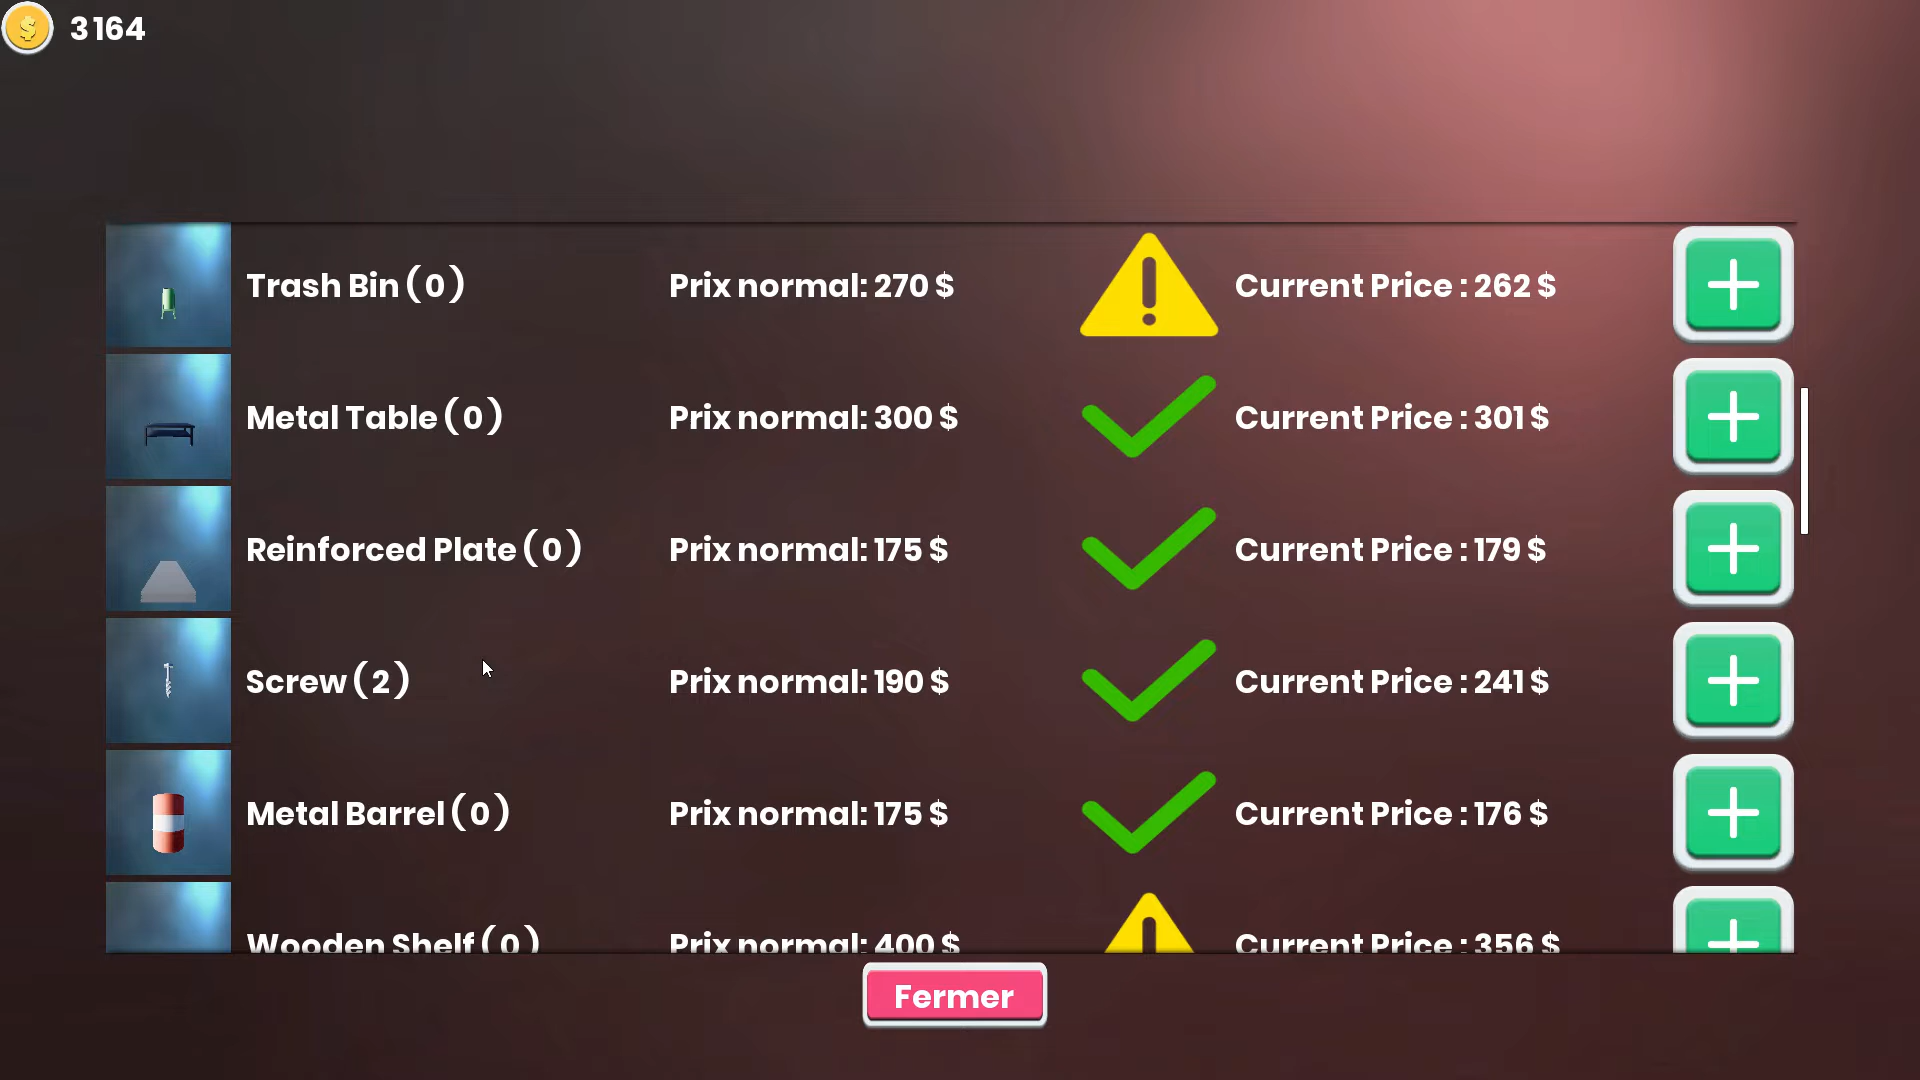 3164
Trash Bin (0) Prix normal: 270 $ Current Price : 262 $
Metal Table (0) Prix normal: 300 $ Current Price : 301 $
Reinforced Plate (0) Prix normal: 175 $ Current Price : 179 $
Screw (2) Prix normal: 190 $ Current Price : 241 $
Metal Barrel (0) Prix normal: 175 $ Current Price : 176 $
Wooden Shelf (0) Prix normal: 400 $ Current Price : 356 $
Fermer